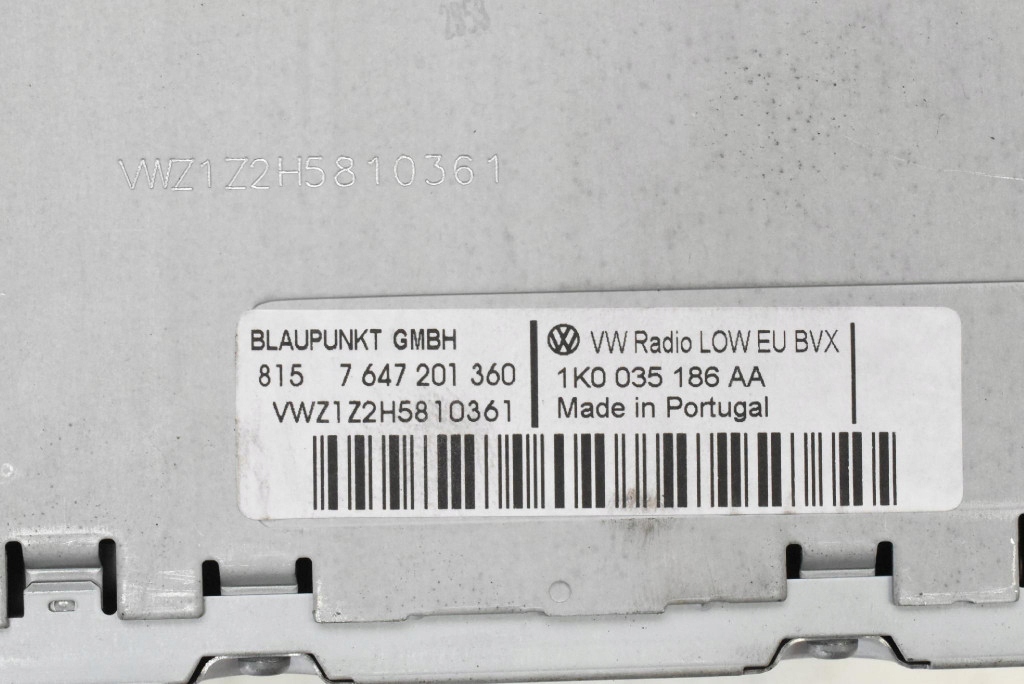 2858
VWZ1Z2H5810361
BLAUPUNKT GMBH
815 7 647 201 360
VWZ1Z2H5810361
VW Radio LOW EU BVX
1K0 035 186 AA
Made in Portugal